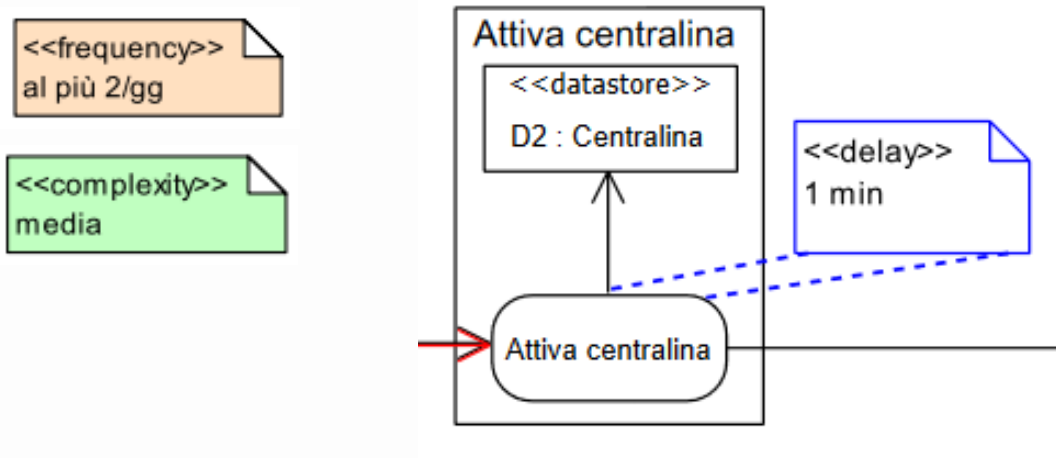 <<frequency>>
al più 2/gg
<<complexity>>
media
Attiva centralina
<<datastore>>
D2 : Centralina
Attiva centralina
<<delay>>
1 min